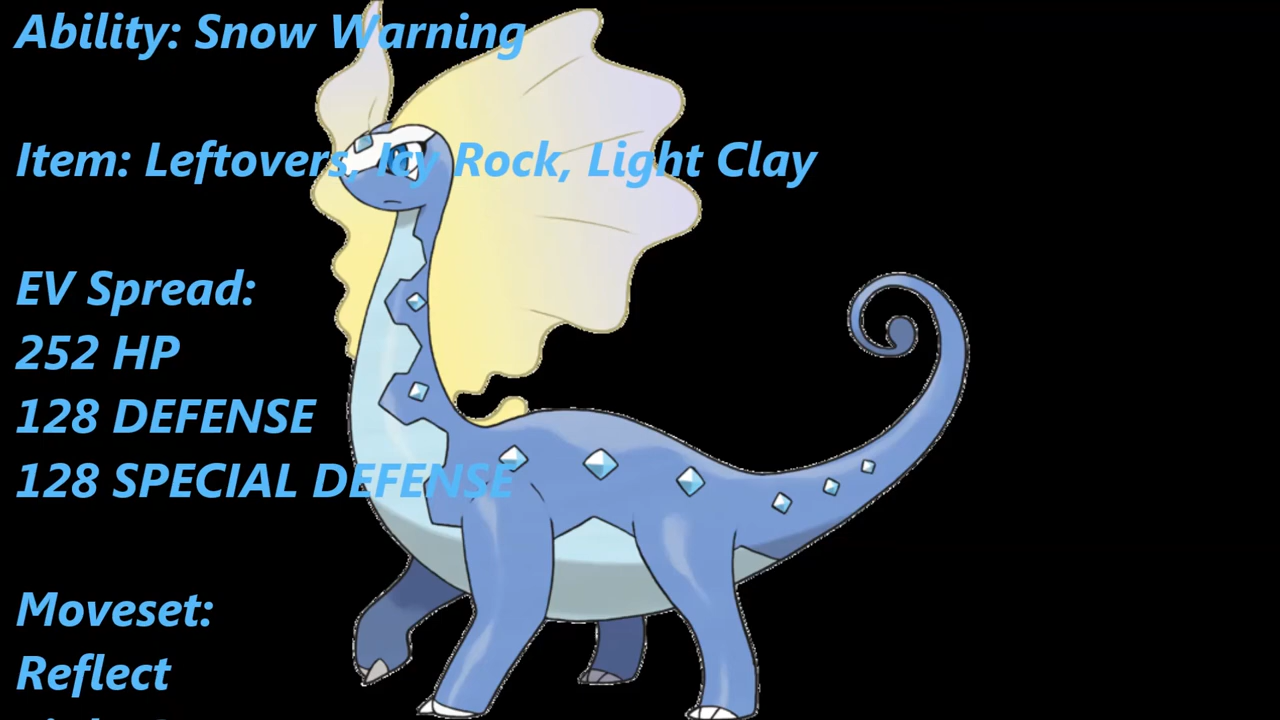 Ability: Snow Warning
Item: Leftovers, Icy Rock, Light Clay
EV Spread:
252 HP
128 DEFENSE
128 SPECIAL DEFENSE
Moveset:
Reflect